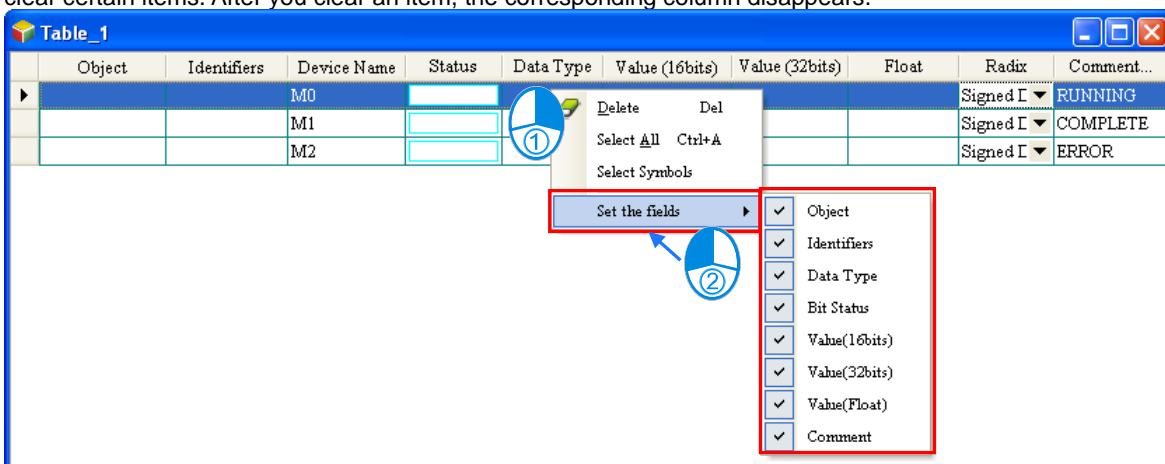 clear certain items. After you clear an item, the corresponding column disappears.
Table_1
Object Identifiers Device Name Status Data Type Value (16bits) Value (32bits) Float Radix Comment...
M0 Signed D RUNNING
M1 Signed D COMPLETE
M2 Signed D ERROR
Delete Del
Select All Ctrl+A
Select Symbols
Set the fields
Object
Identifiers
Data Type
Bit Status
Value(16bits)
Value(32bits)
Value(Float)
Comment
1
2